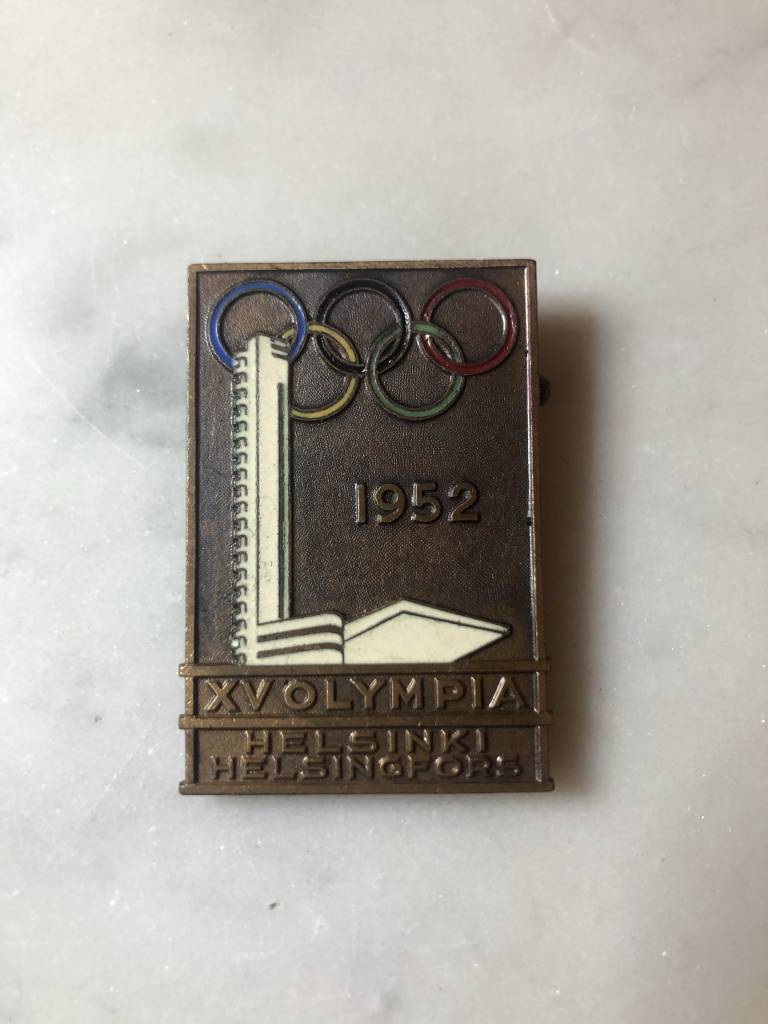 1952
XV OLYMPIA
HELSINKI
HELSINGFORS